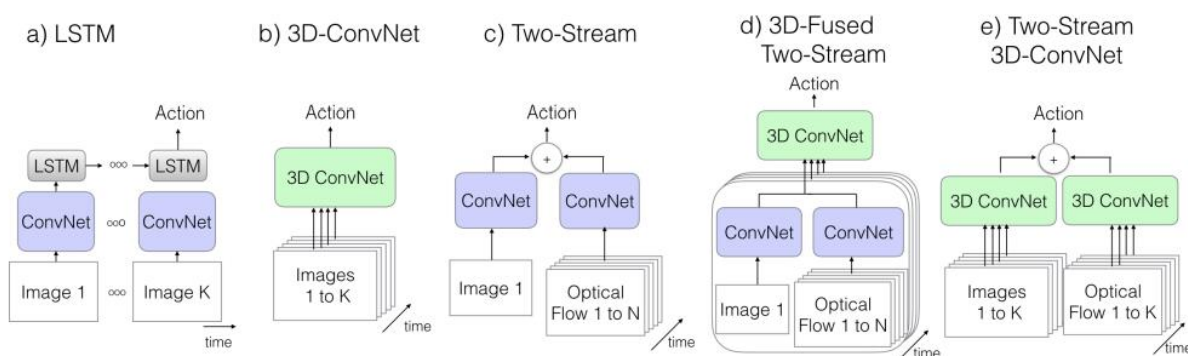 a) LSTM
Action
LSTM
LSTM
ConvNet
ConvNet
Image 1
Image K
time
b) 3D-ConvNet
Action
3D ConvNet
Images
1 to K
time
c) Two-Stream
Action
+
ConvNet
ConvNet
Image 1
Optical
Flow 1 to N
time
d) 3D-Fused
Two-Stream
Action
3D ConvNet
ConvNet
ConvNet
Image 1
Optical
Flow 1 to N
time
e) Two-Stream
3D-ConvNet
Action
+
3D ConvNet
3D ConvNet
Images
1 to K
Optical
Flow 1 to K
time